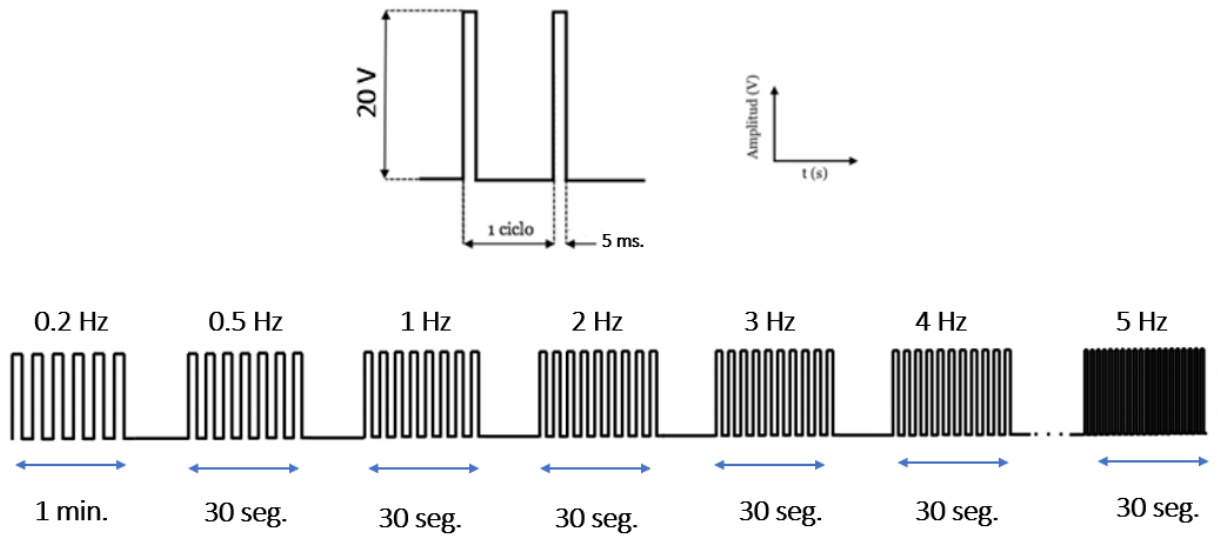 20 V
Amplitud (V)
t (s)
1 ciclo
5 ms.
0.2 Hz 0.5 Hz 1 Hz 2 Hz 3 Hz 4 Hz 5 Hz
. . .
1 min. 30 seg. 30 seg. 30 seg. 30 seg. 30 seg. 30 seg.